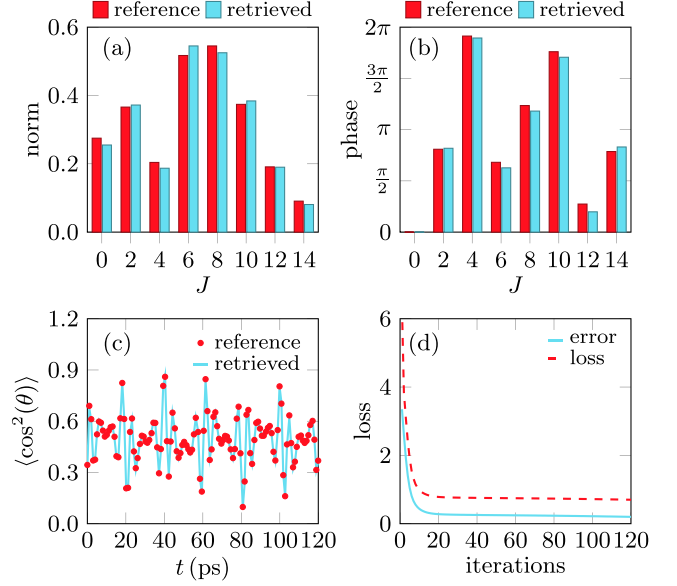 reference retrieved
(a)
norm
0.6
0.4
0.2
0.0
0 2 4 6 8 10 12 14
J
reference retrieved
(b)
phase
2π
3π/2
π
π/2
0
0 2 4 6 8 10 12 14
J
(c)
reference
retrieved
⟨cos²(θ)⟩
1.2
0.9
0.6
0.3
0.0
0 20 40 60 80 100 120
t (ps)
(d)
error
loss
loss
6
4
2
0
0 20 40 60 80 100 120
iterations